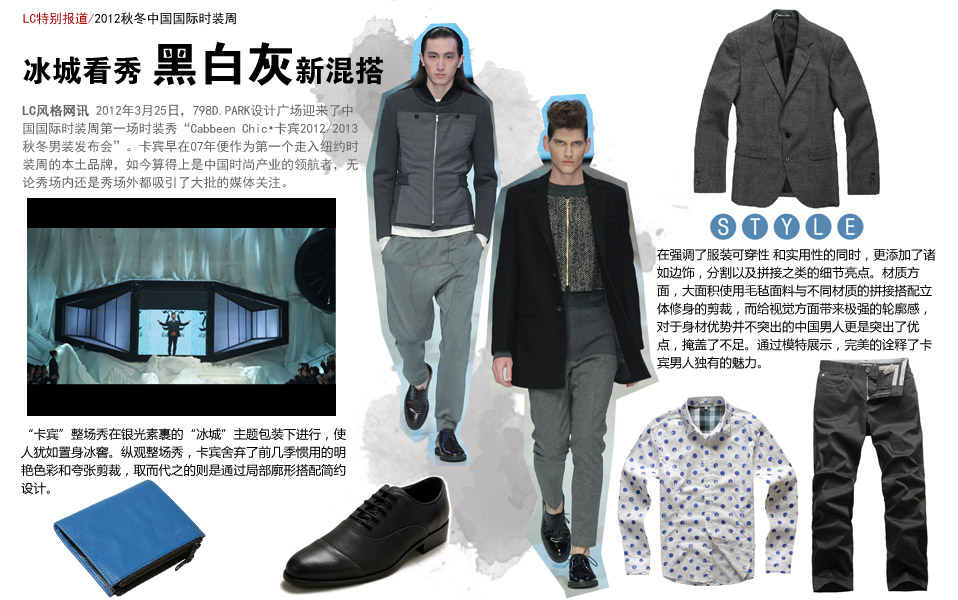 LC特别报道/2012秋冬中国国际时装周
冰城看秀 黑白灰新混搭
LC风格网讯 2012年3月25日，798D.PARK设计广场迎来了中
国国际时装周第一场时装秀“Cabbeen Chic•卡宾2012/2013
秋冬男装发布会”。卡宾早在07年便作为第一个走入纽约时
装周的本土品牌，如今算得上是中国时尚产业的领航者，无
论秀场内还是秀场外都吸引了大批的媒体关注。
“卡宾”整场秀在银光素裹的“冰城”主题包装下进行，使
人犹如置身冰窖。纵观整场秀，卡宾舍弃了前几季惯用的明
艳色彩和夸张剪裁，取而代之的则是通过局部廓形搭配简约
设计。
STYLE
在强调了服装可穿性 和实用性的同时，更添加了诸
如边饰，分割以及拼接之类的细节亮点。材质方
面，大面积使用毛毡面料与不同材质的拼接搭配立
体修身的剪裁，而给视觉方面带来极强的轮廓感，
对于身材优势并不突出的中国男人更是突出了优
点，掩盖了不足。通过模特展示，完美的诠释了卡
宾男人独有的魅力。